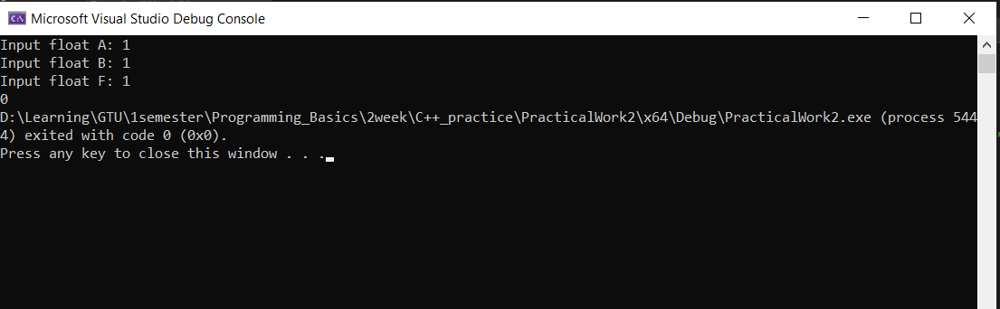 Microsoft Visual Studio Debug Console
Input float A: 1
Input float B: 1
Input float F: 1
0
D:\Learning\GTU\1semester\Programming_Basics\2week\C++_practice\PracticalWork2\x64\Debug\PracticalWork2.exe (process 544
4) exited with code 0 (0x0).
Press any key to close this window . . .